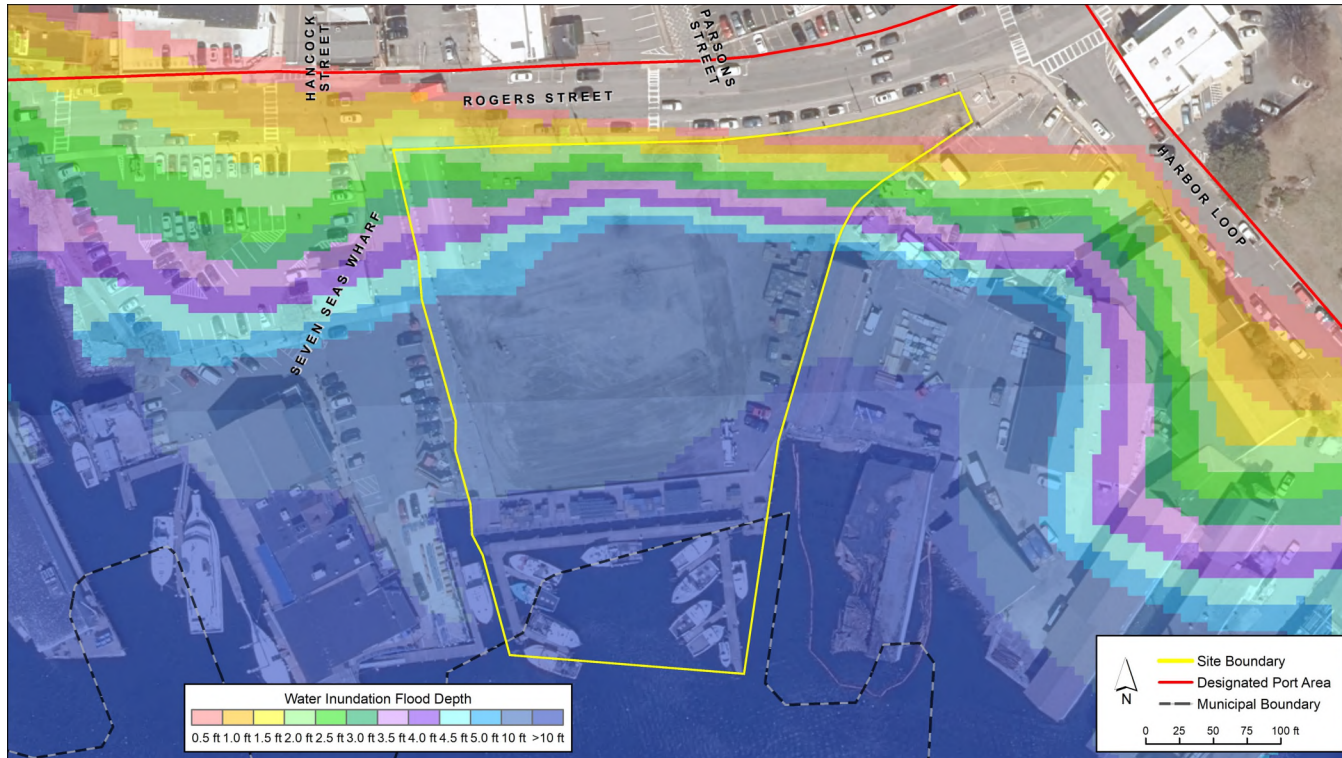 HANCOCK
STREET
PARSONS
STREET
ROGERS STREET
HARBOR LOOP
SEVEN SEAS WHARF
Water Inundation Flood Depth
0.5 ft 1.0 ft 1.5 ft 2.0 ft 2.5 ft 3.0 ft 3.5 ft 4.0 ft 4.5 ft 5.0 ft 10 ft >10 ft
Site Boundary
Designated Port Area
Municipal Boundary
N
0 25 50 75 100 ft